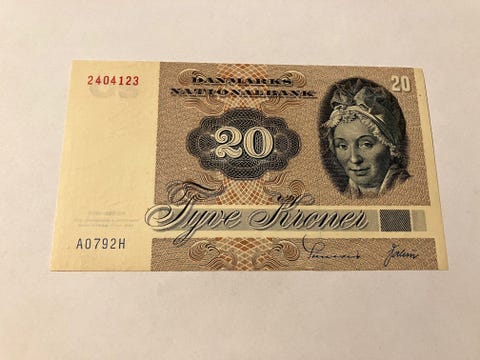 2404123
DANMARKS
NATIONALBANK
20
20
Tyve Kroner
A0792H